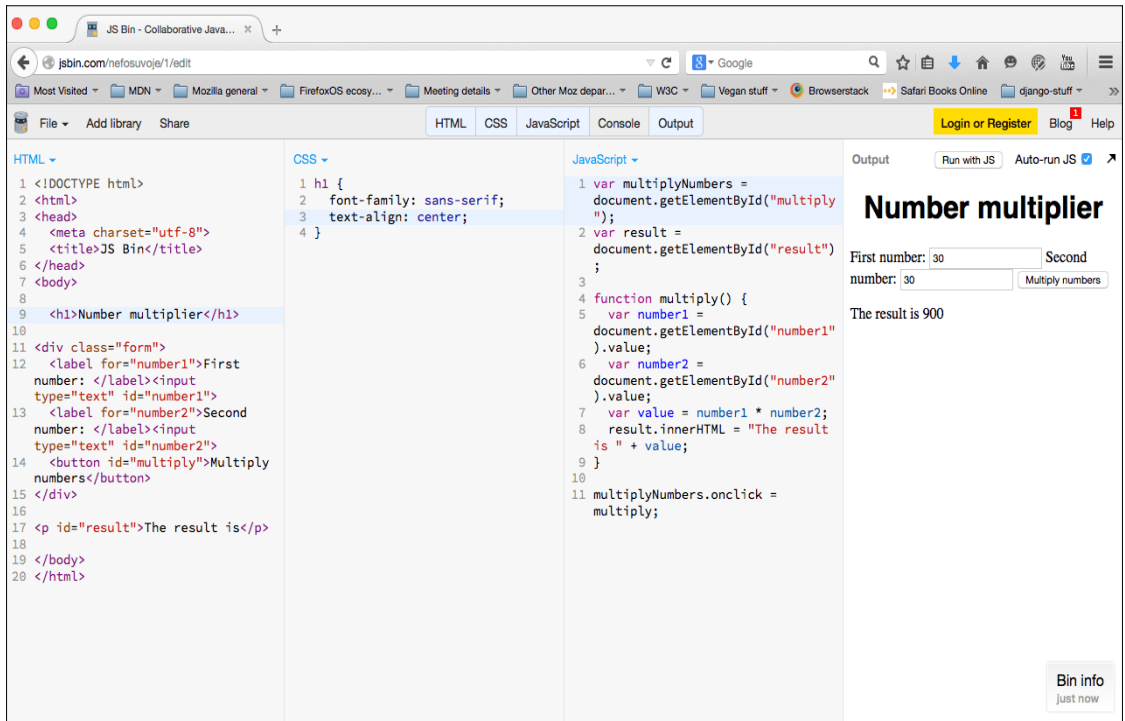 JS Bin - Collaborative Java...
jsbin.com/nefosuvoje/1/edit
Google
You Tube
Most Visited MDN Mozilla general FirefoxOS ecosy... Meeting details Other Moz depar... W3C Vegan stuff Browserstack Safari Books Online django-stuff
File Add library Share HTML CSS JavaScript Console Output Login or Register Blog 1 Help
HTML
1 <!DOCTYPE html>
2 <html>
3 <head>
4 <meta charset="utf-8">
5 <title>JS Bin</title>
6 </head>
7 <body>
8
9 <h1>Number multiplier</h1>
10
11 <div class="form">
12 <label for="number1">First
number: </label><input
type="text" id="number1">
13 <label for="number2">Second
number: </label><input
type="text" id="number2">
14 <button id="multiply">Multiply
numbers</button>
15 </div>
16
17 <p id="result">The result is</p>
18
19 </body>
20 </html>
CSS
1 h1 {
2 font-family: sans-serif;
3 text-align: center;
4 }
JavaScript
1 var multiplyNumbers =
document.getElementById("multiply
");
2 var result =
document.getElementById("result")
;
3
4 function multiply() {
5 var number1 =
document.getElementById("number1"
).value;
6 var number2 =
document.getElementById("number2"
).value;
7 var value = number1 * number2;
8 result.innerHTML = "The result
is " + value;
9 }
10
11 multiplyNumbers.onclick =
multiply;
Output Run with JS Auto-run JS
Number multiplier
First number: 30 Second
number: 30 Multiply numbers
The result is 900
Bin info
just now